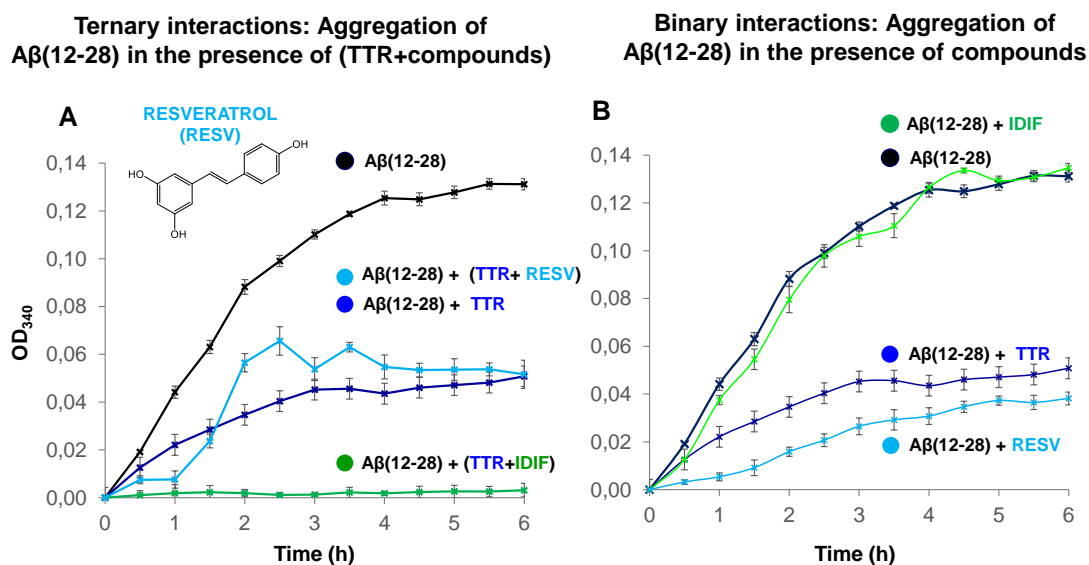 Ternary interactions: Aggregation of
Aβ(12-28) in the presence of (TTR+compounds)
Binary interactions: Aggregation of
Aβ(12-28) in the presence of compounds
A
RESVERATROL
(RESV)
OH
HO
OH
Aβ(12-28)
Aβ(12-28) + (TTR+ RESV)
Aβ(12-28) + TTR
Aβ(12-28) + (TTR+IDIF)
OD340
0,14
0,12
0,10
0,08
0,06
0,04
0,02
0,00
0 1 2 3 4 5 6
Time (h)
B
Aβ(12-28) + IDIF
Aβ(12-28)
Aβ(12-28) + TTR
Aβ(12-28) + RESV
0,14
0,12
0,10
0,08
0,06
0,04
0,02
0,00
0 1 2 3 4 5 6
Time (h)